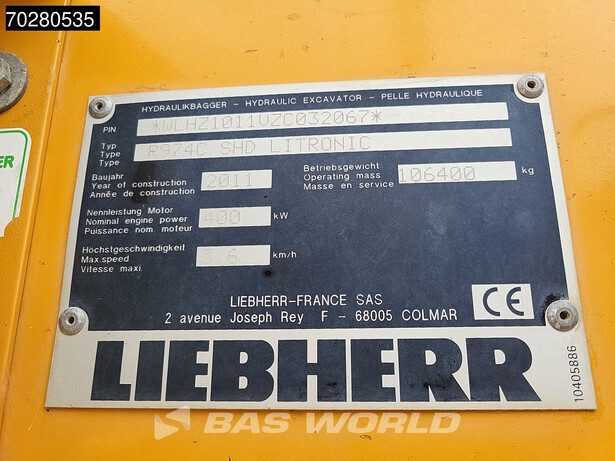 70280535
HYDRAULIKBAGGER – HYDRAULIC EXCAVATOR – PELLE HYDRAULIQUE
PIN *WLHZ1011VZC032067*
Typ
Type
Type
R974C SHD LITRONIC
Baujahr
Year of construction
Année de construction
2011
Betriebsgewicht
Operating mass
Masse en service
106400 kg
Nennleistung Motor
Nominal engine power
Puissance nom. moteur
400 kW
Höchstgeschwindigkeit
Max.speed
Vitesse maxi.
3.6 km/h
LIEBHERR–FRANCE SAS
2 avenue Joseph Rey F – 68005 COLMAR
CE
LIEBHERR
10405886
BAS WORLD